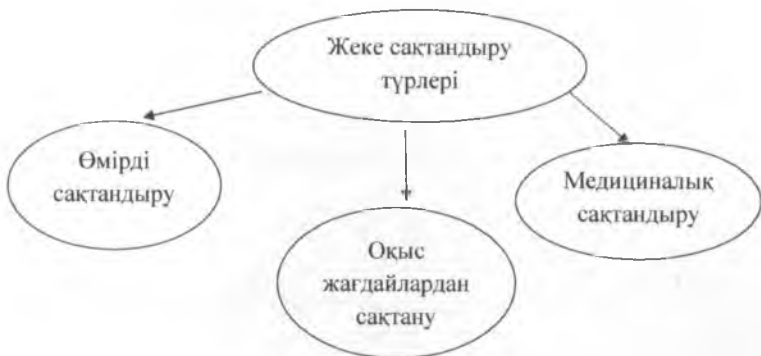 Жеке сақтандыру
түрлері
Өмірді
сақтандыру
Медициналық
сақтандыру
Оқыс
жағдайлардан
сақтану